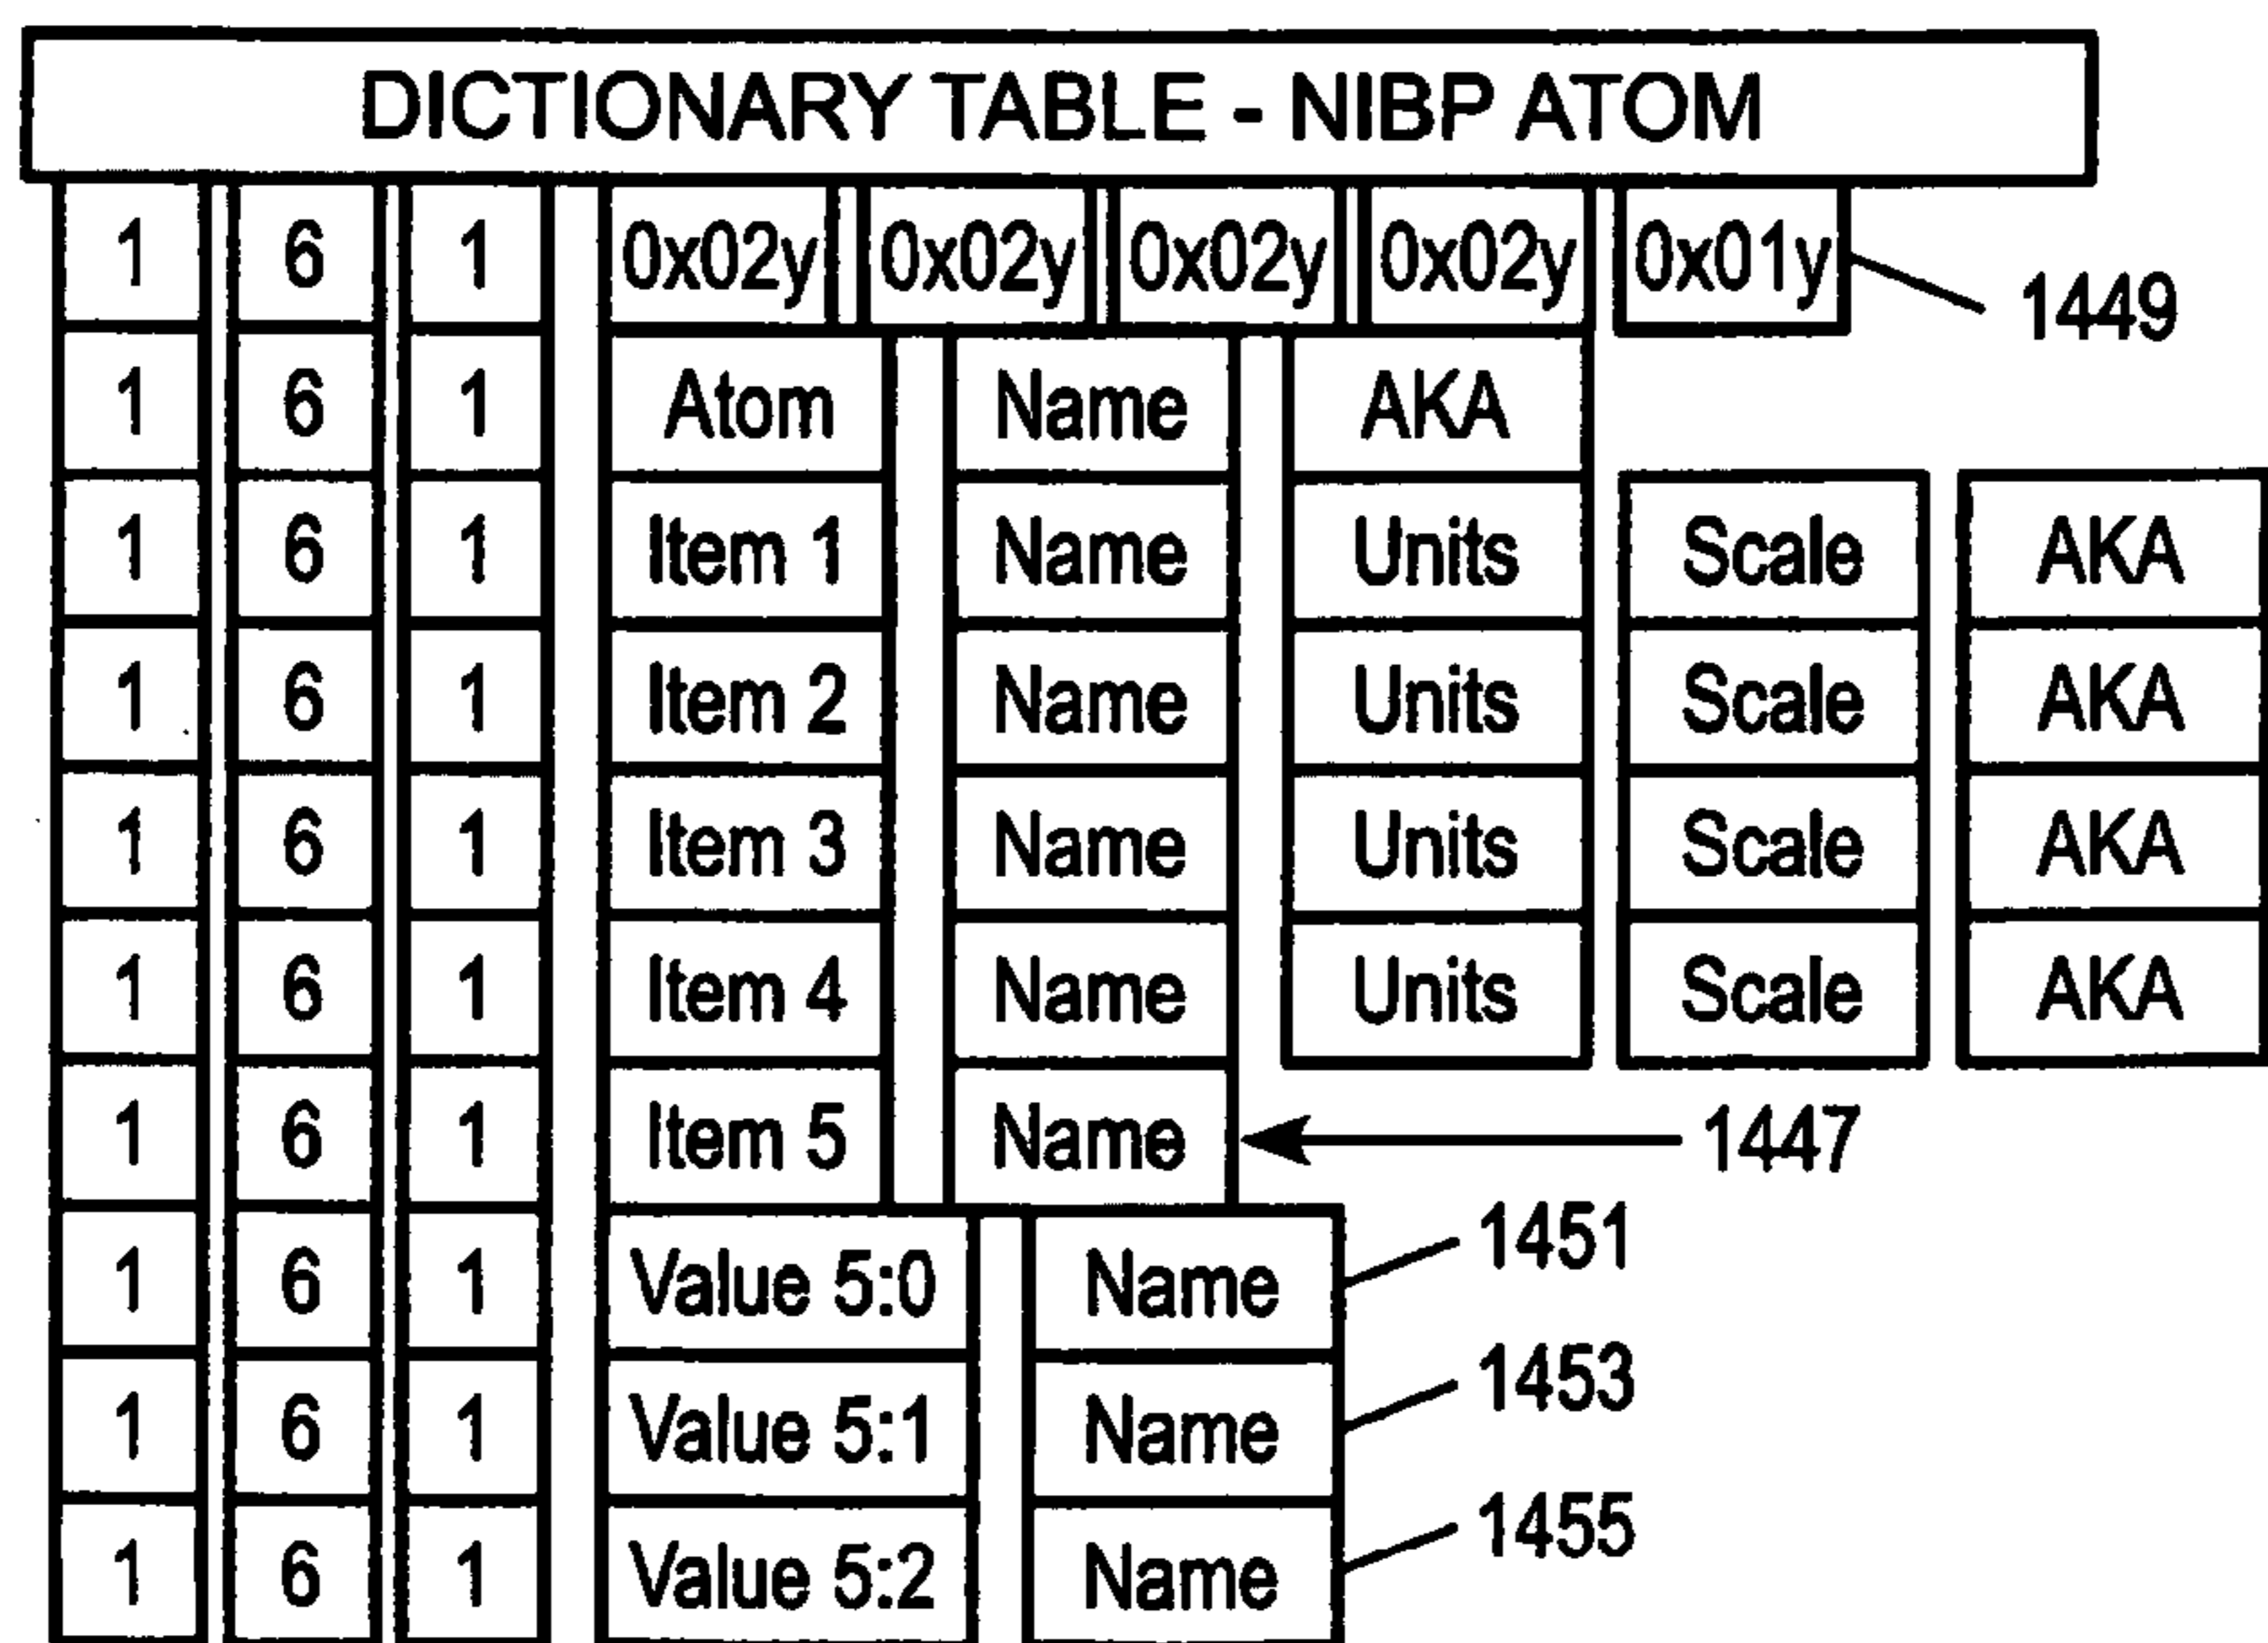 DICTIONARY TABLE - NIBP ATOM
1 6 1 0x02y 0x02y 0x02y 0x02y 0x01y 1449
1 6 1 Atom Name AKA
1 6 1 Item 1 Name Units Scale AKA
1 6 1 Item 2 Name Units Scale AKA
1 6 1 Item 3 Name Units Scale AKA
1 6 1 Item 4 Name Units Scale AKA
1 6 1 Item 5 Name 1447
1 6 1 Value 5:0 Name 1451
1 6 1 Value 5:1 Name 1453
1 6 1 Value 5:2 Name 1455